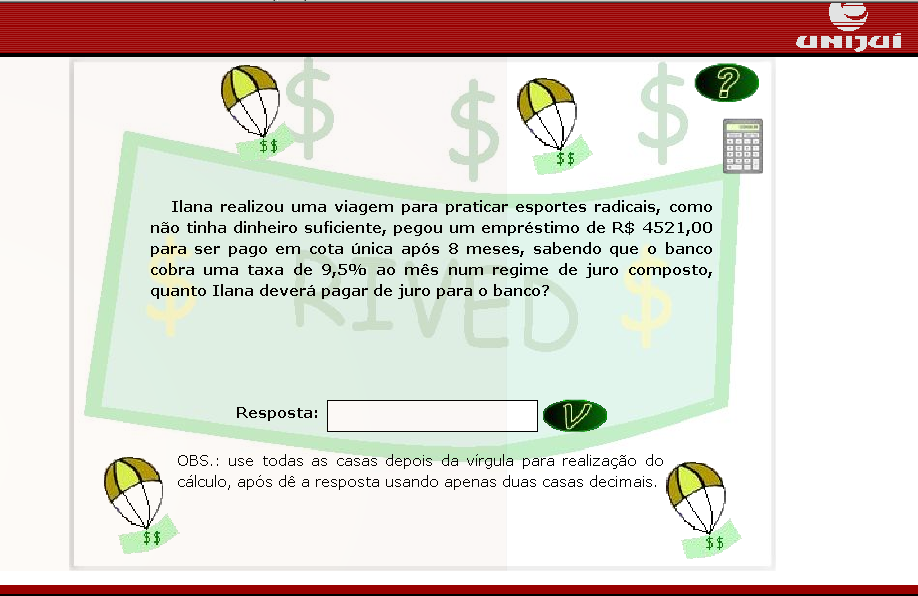 UNIJUÍ
$ $ $
?
$$
$$
Ilana realizou uma viagem para praticar esportes radicais, como
não tinha dinheiro suficiente, pegou um empréstimo de R$ 4521,00
para ser pago em cota única após 8 meses, sabendo que o banco
cobra uma taxa de 9,5% ao mês num regime de juro composto,
quanto Ilana deverá pagar de juro para o banco?
$ RIVED $
Resposta:
V
OBS.: use todas as casas depois da vírgula para realização do
cálculo, após dê a resposta usando apenas duas casas decimais.
$$
$$